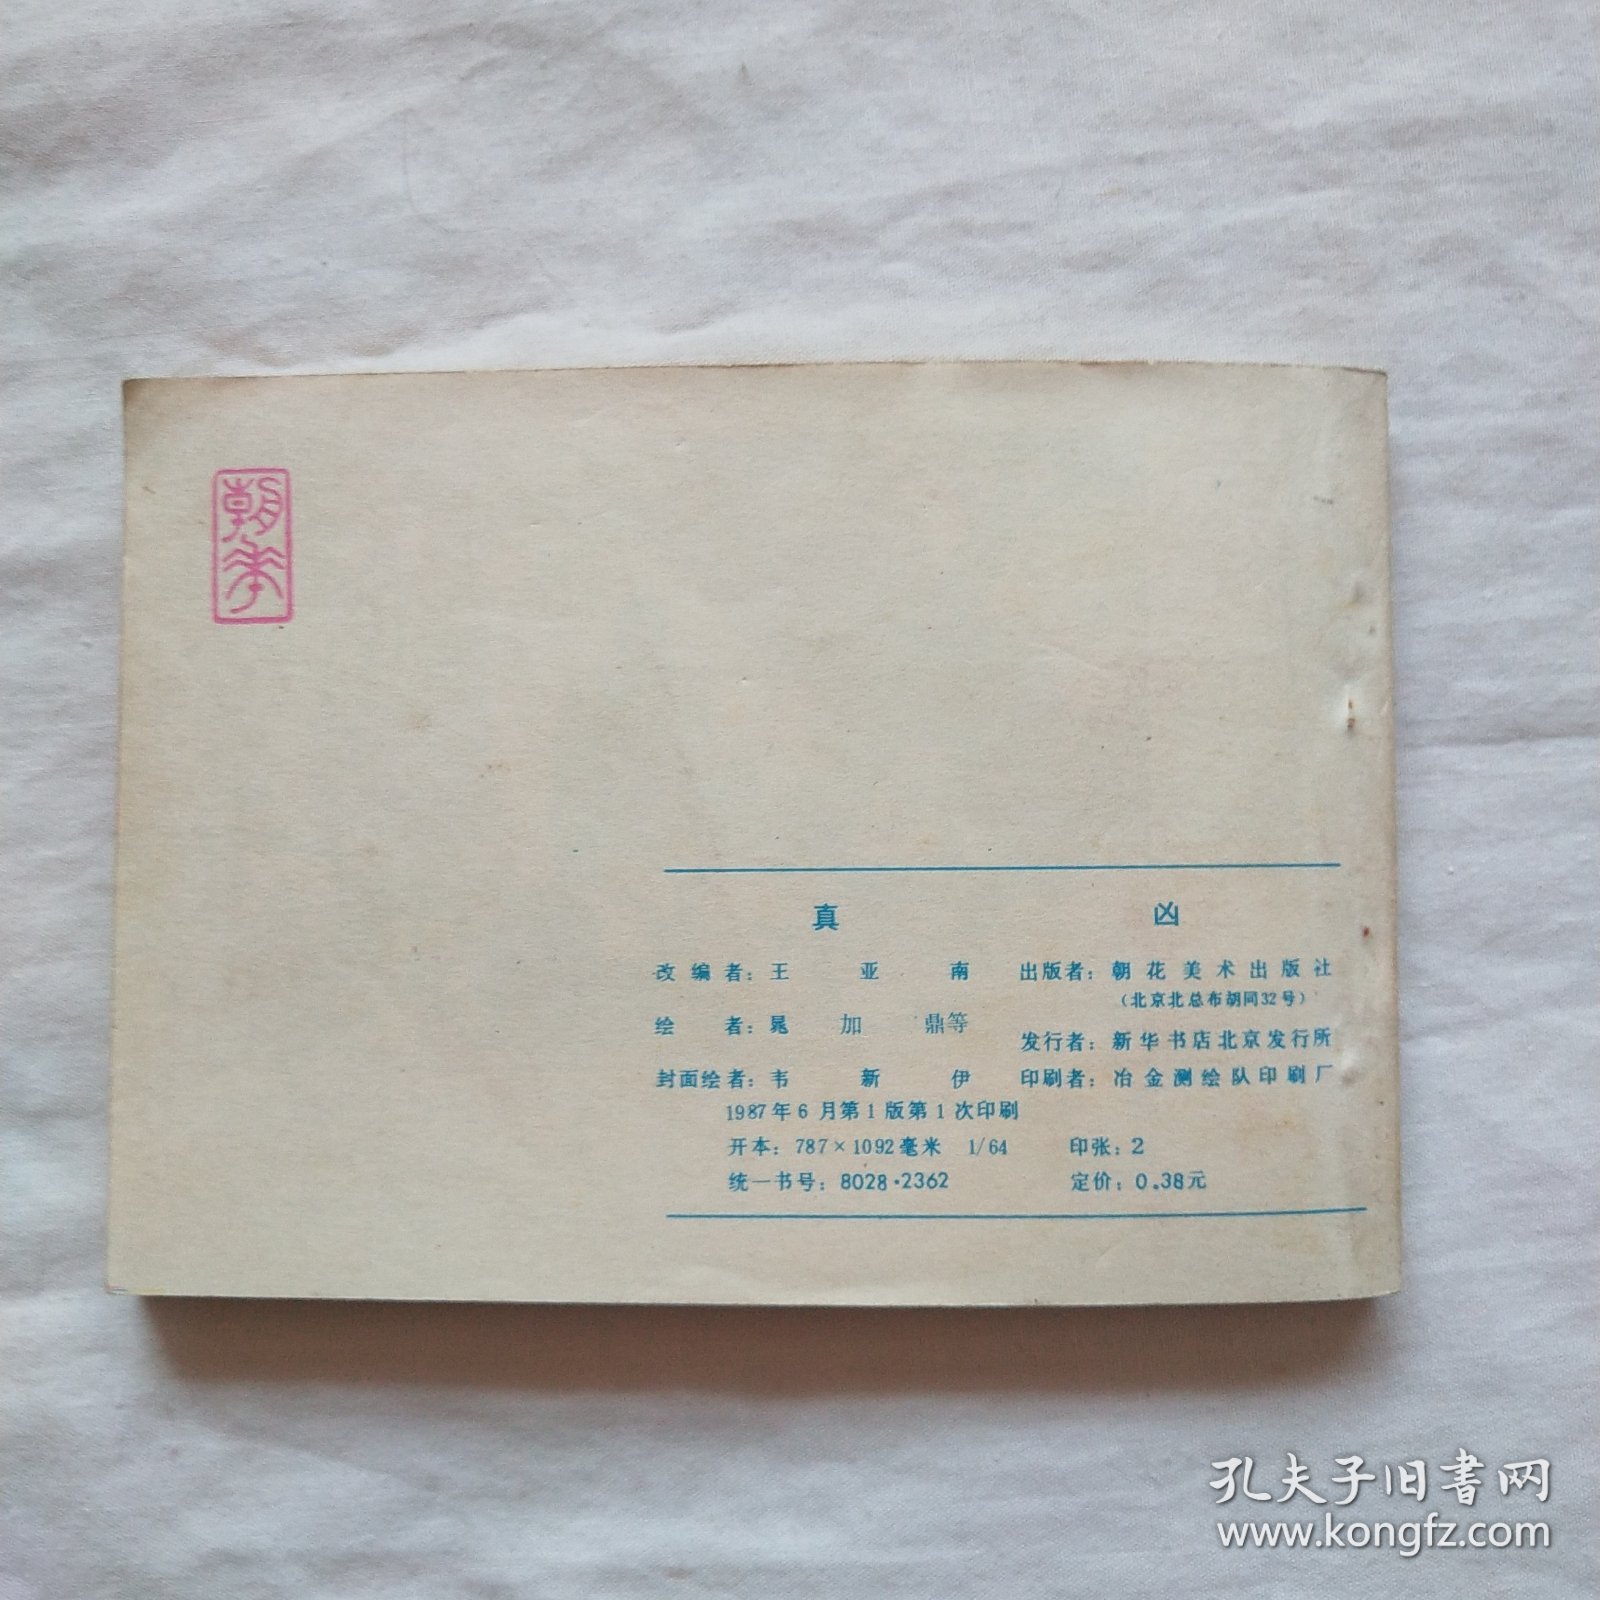 朝华
真凶
改编者：王亚南
绘者：晁加鼎等
封面绘者：韦新伊
出版者：朝花美术出版社
（北京北总布胡同32号）
发行者：新华书店北京发行所
印刷者：冶金测绘队印刷厂
1987年6月第1版第1次印刷
开本：787×1092毫米 1/64 印张：2
统一书号：8028·2362 定价：0.38元
孔夫子旧书网
www.kongfz.com